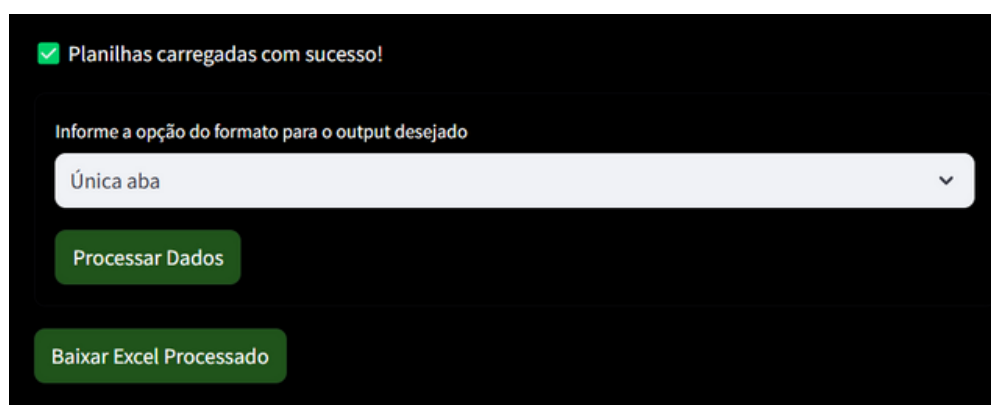 Planilhas carregadas com sucesso!
Informe a opção do formato para o output desejado
Única aba
Processar Dados
Baixar Excel Processado